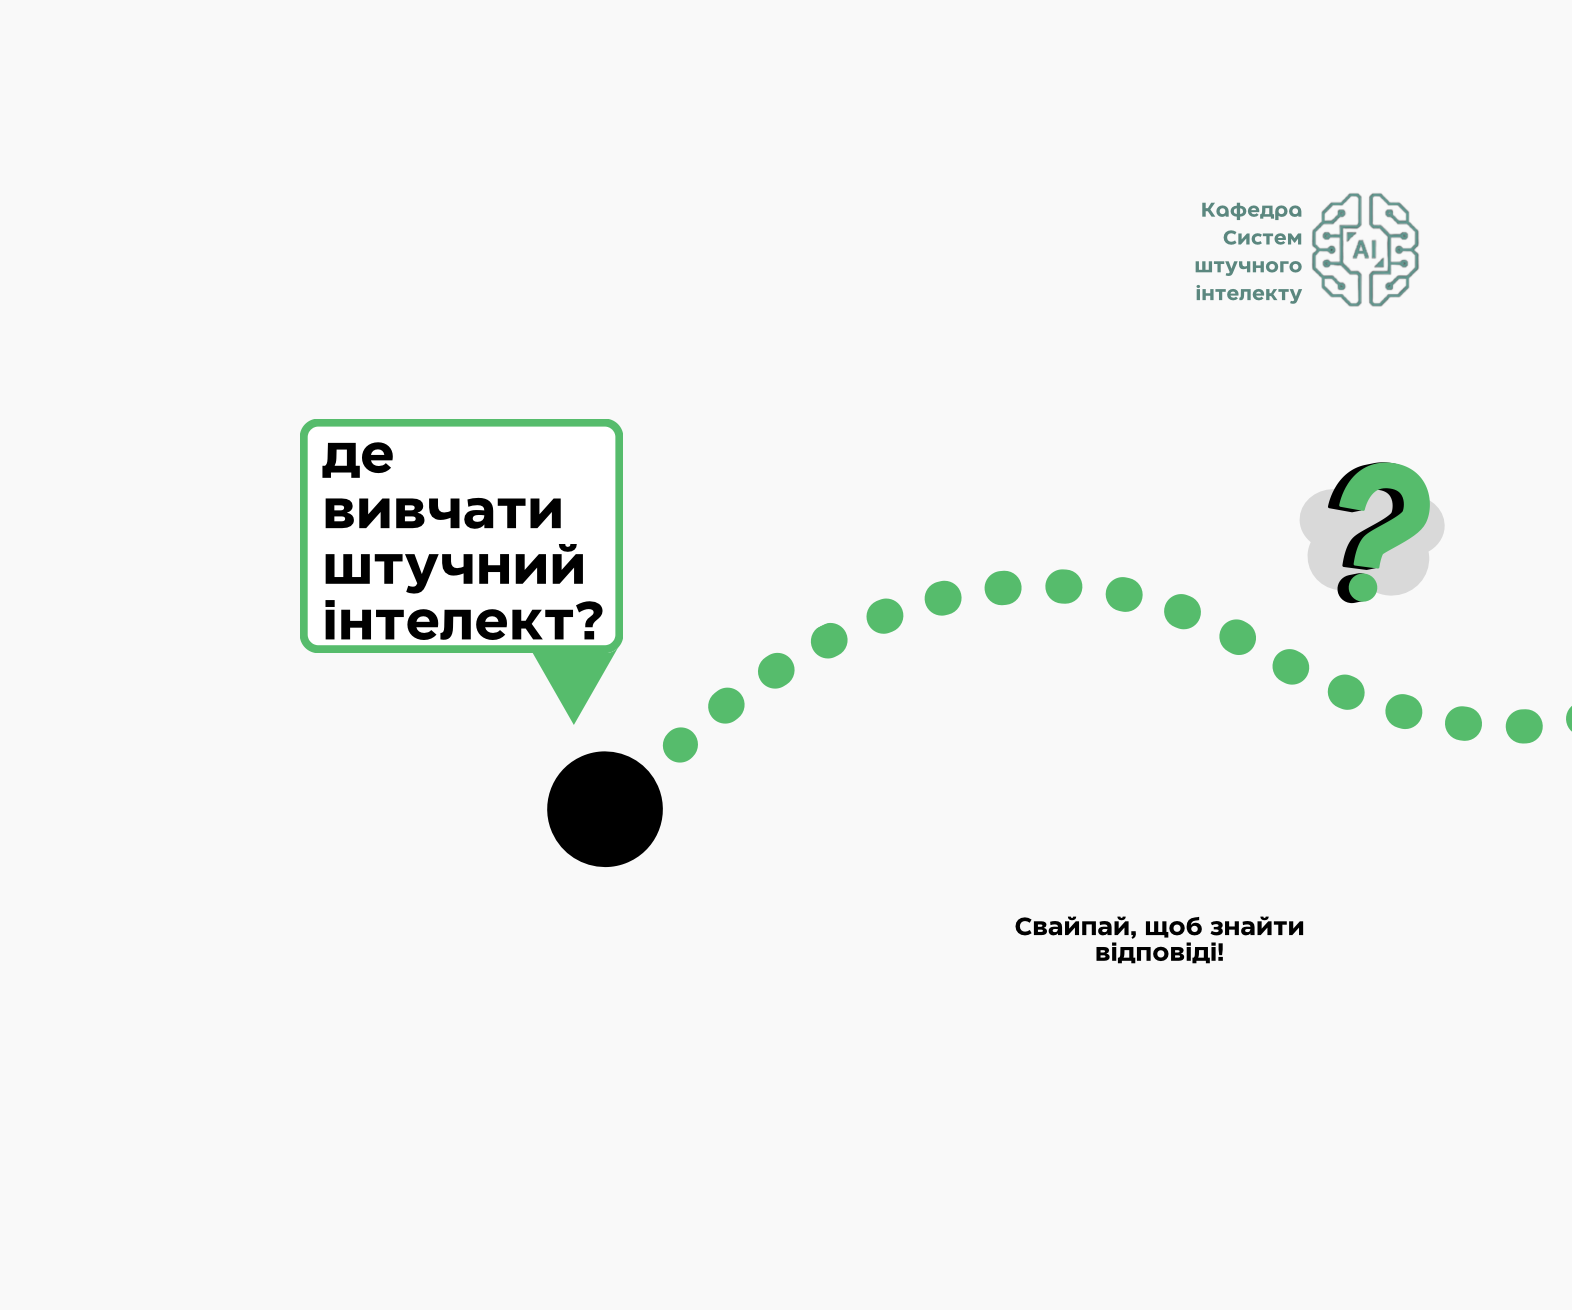 Кафедра
Систем
штучного
інтелекту
AI
де
вивчати
штучний
інтелект?
?
Свайпай, щоб знайти
відповіді!